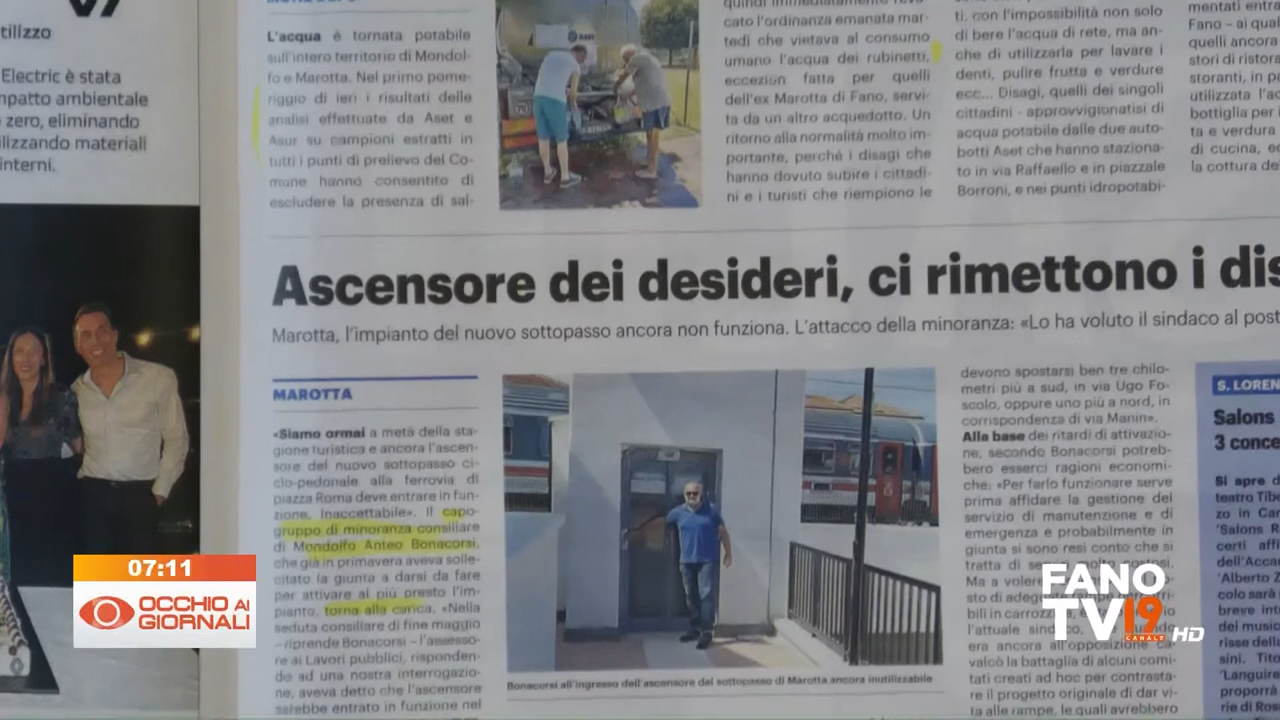 tilizzo
Electric è stata
mpatto ambientale
zero, eliminando
ilizzando materiali
interni.
L'acqua è tornata potabile
sull'intero territorio di Mondol-
fo e Marotta. Nel primo pome-
riggio di ieri i risultati delle
analisi effettuate da Aset e
Asur su campioni estratti in
tutti i punti di prelievo del Co-
mune hanno consentito di
escludere la presenza di sal-
cato l'ordinanza emanata mar-
tedì che vietava al consumo
umano l'acqua dei rubinetti,
eccezion fatta per quelli
dell'ex Marotta di Fano, servi-
ta da un altro acquedotto. Un
ritorno alla normalità molto im-
portante, perché i disagi che
hanno dovuto subire i cittadi-
ni e i turisti che riempiono le
ti, con l'impossibilità non solo
di bere l'acqua di rete, ma an-
che di utilizzarla per lavare i
denti, pulire frutta e verdure
ecc... Disagi, quelli dei singoli
cittadini - approvvigionatisi di
acqua potabile dalle due auto-
botti Aset che hanno staziona-
to in via Raffaello e in piazzale
Borroni, e nei punti idropotabi-
mentati entra
Fano - ai qua
quelli ancora
stori di ristor
storanti, in p
utilizzata l'ac
bottiglia per
ta e verdura
di cucina, ec
la cottura de
Ascensore dei desideri, ci rimettono i dis
Marotta, l'impianto del nuovo sottopasso ancora non funziona. L'attacco della minoranza: «Lo ha voluto il sindaco al post
MAROTTA
«Siamo ormai a metà della sta-
gione turistica e ancora l'ascen-
sore del nuovo sottopasso ci-
clo-pedonale alla ferrovia di
piazza Roma deve entrare in fun-
zione. Inaccettabile». Il capo-
gruppo di minoranza consiliare
di Mondolfo Anteo Bonacorsi,
che già in primavera aveva solle-
citato la giunta a darsi da fare
per attivare al più presto l'im-
pianto, torna alla carica. «Nella
seduta consiliare di fine maggio
-riprende Bonacorsi - l'assesso-
re ai Lavori pubblici, risponden-
do ad una nostra interrogazio-
ne, aveva detto che l'ascensore
sarebbe entrato in funzione nel
Bonacorsi all'ingresso dell'ascensore del sottopasso di Marotta ancora inutilizzabile
devono spostarsi ben tre chilo-
metri più a sud, in via Ugo Fo-
scolo, oppure uno più a nord, in
corrispondenza di via Manin».
Alla base dei ritardi di attivazio-
ne, secondo Bonacorsi potreb-
bero esserci ragioni economi-
che: «Per farlo funzionare serve
prima affidare la gestione del
servizio di manutenzione e di
emergenza e probabilmente in
giunta si sono resi conto che si
tratta di
Ma a voler
sto di
bili in carrozz
l'attuale
era ancora all'opposizione
valcò la battaglia di alcuni comi-
tati creati ad hoc per contrasta-
re il progetto originale di dar vi-
ta alle rampe, le quali avrebbero
S. LOREN
Salons
3 conce
Si apre d
teatro Tibe
zo in Can
'Salons R
certi affi
dell'Acca
'Alberto Z
colo sarà
breve int
del music
risse della
sini. Tito
'Languire
proporrà
rie di Ros
07:11
OCCHIO AI
GIORNALI
FANO
TV19
CANALE
HD